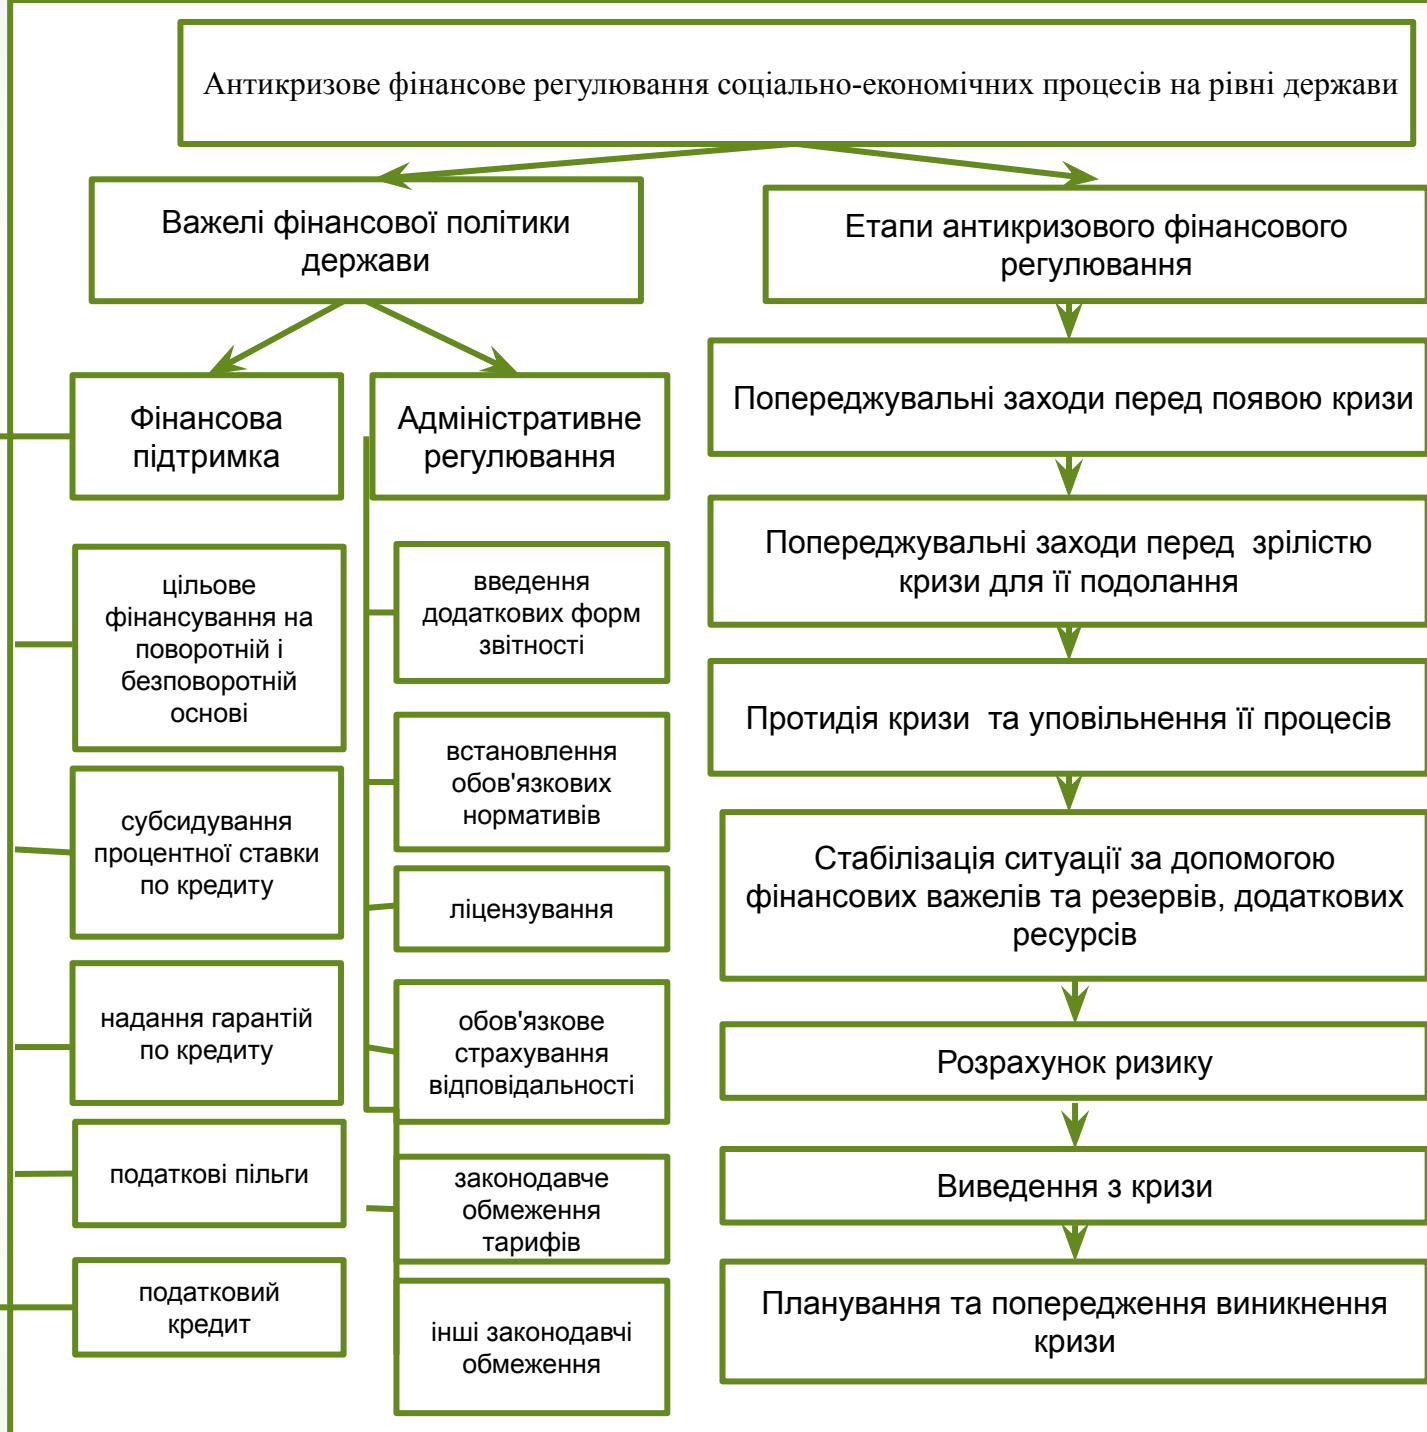 Антикризове фінансове регулювання соціально-економічних процесів на рівні держави
Важелі фінансової політики
держави
Фінансова
підтримка
цільове
фінансування на
поворотній і
безповоротній
основі
субсидування
процентної ставки
по кредиту
надання гарантій
по кредиту
податкові пільги
податковий
кредит
Адміністративне
регулювання
введення
додаткових форм
звітності
встановлення
обов'язкових
нормативів
ліцензування
обов'язкове
страхування
відповідальності
законодавче
обмеження
тарифів
інші законодавчі
обмеження
Етапи антикризового фінансового
регулювання
Попереджувальні заходи перед появою кризи
Попереджувальні заходи перед зрілістю
кризи для її подолання
Протидія кризи та уповільнення її процесів
Стабілізація ситуації за допомогою
фінансових важелів та резервів, додаткових
ресурсів
Розрахунок ризику
Виведення з кризи
Планування та попередження виникнення
кризи